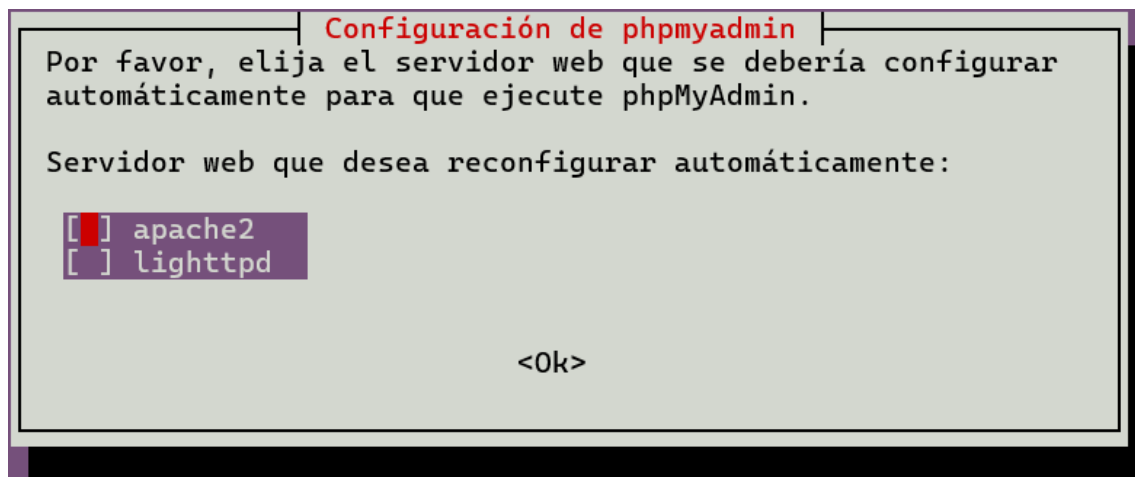 Configuración de phpmyadmin
Por favor, elija el servidor web que se debería configurar
automáticamente para que ejecute phpMyAdmin.
Servidor web que desea reconfigurar automáticamente:
[ ] apache2
[ ] lighttpd
<Ok>